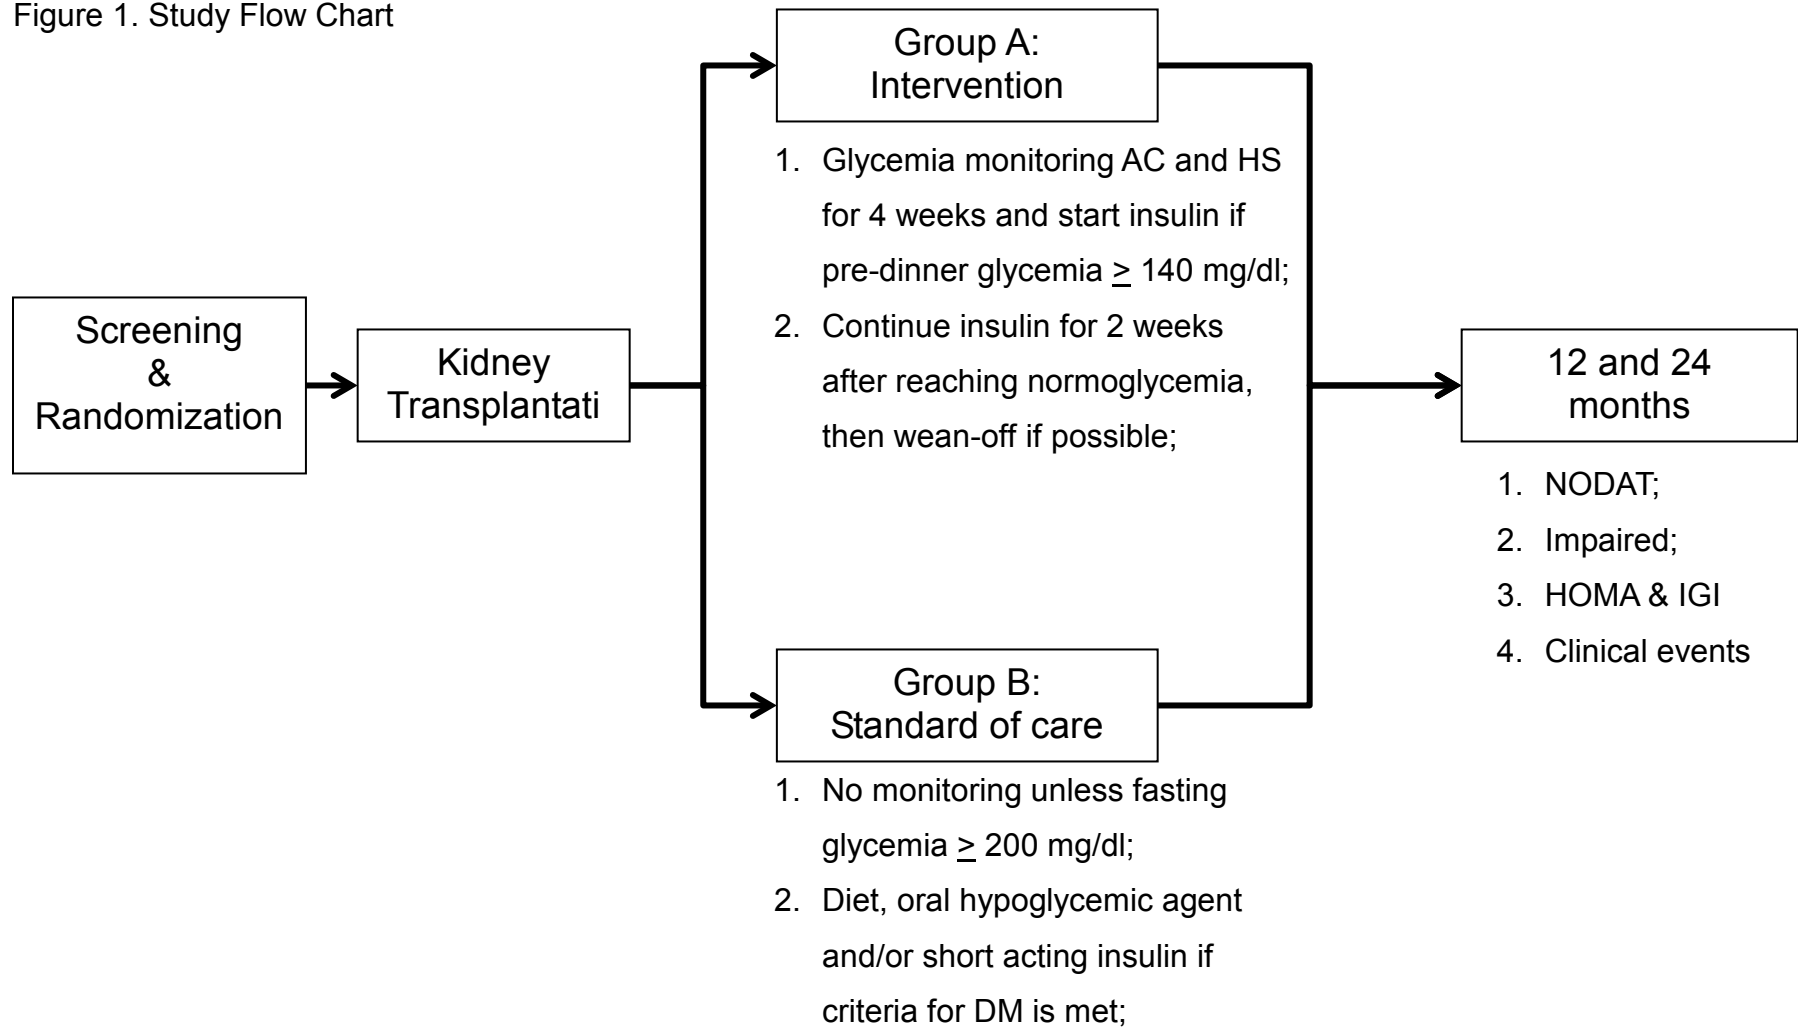 Figure 1. Study Flow Chart
Screening
&
Randomization
Kidney
Transplantati
Group A:
Intervention
1. Glycemia monitoring AC and HS
for 4 weeks and start insulin if
pre-dinner glycemia ≥ 140 mg/dl;
2. Continue insulin for 2 weeks
after reaching normoglycemia,
then wean-off if possible;
Group B:
Standard of care
1. No monitoring unless fasting
glycemia ≥ 200 mg/dl;
2. Diet, oral hypoglycemic agent
and/or short acting insulin if
criteria for DM is met;
12 and 24
months
1. NODAT;
2. Impaired;
3. HOMA & IGI
4. Clinical events